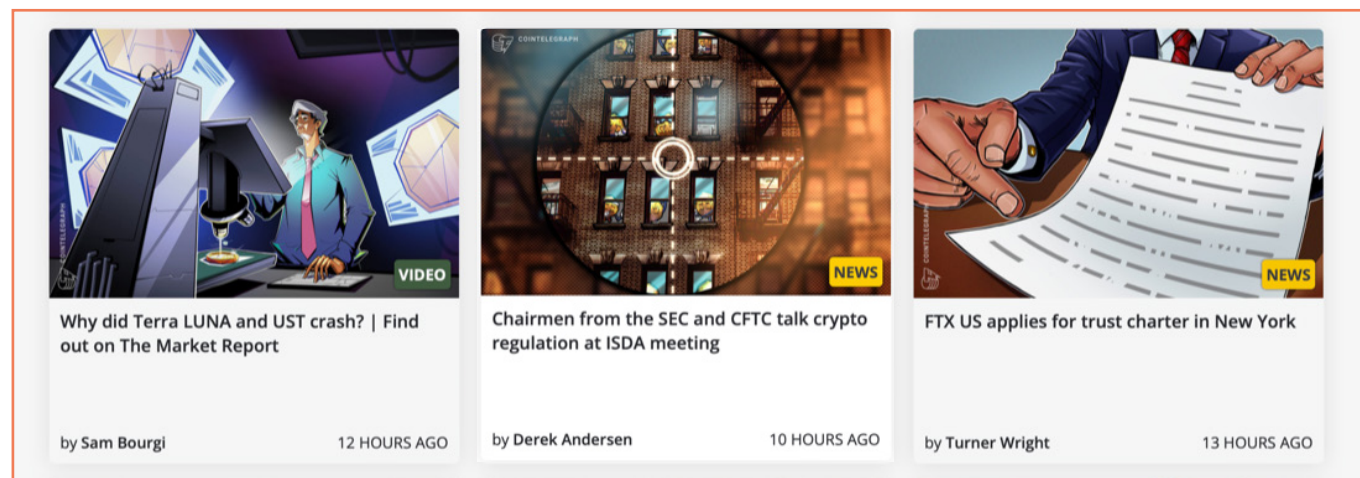 COINTELEGRAPH
VIDEO
Why did Terra LUNA and UST crash? | Find
out on The Market Report
by Sam Bourgi
12 HOURS AGO
COINTELEGRAPH
NEWS
Chairmen from the SEC and CFTC talk crypto
regulation at ISDA meeting
by Derek Andersen
10 HOURS AGO
COINTELEGRAPH
NEWS
FTX US applies for trust charter in New York
by Turner Wright
13 HOURS AGO